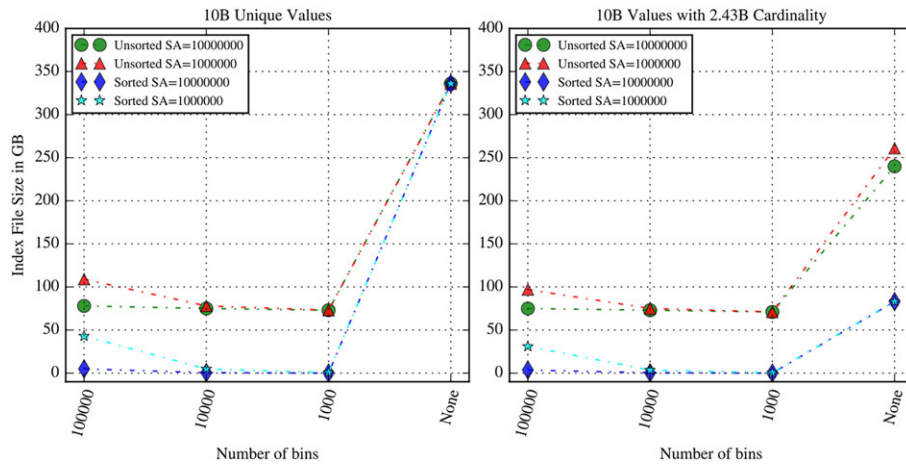 10B Unique Values
10B Values with 2.43B Cardinality
Index File Size in GB
400
350
300
250
200
150
100
50
0
Unsorted SA=10000000
Unsorted SA=1000000
Sorted SA=10000000
Sorted SA=1000000
100000
10000
1000
None
Number of bins
400
350
300
250
200
150
100
50
0
Unsorted SA=10000000
Unsorted SA=1000000
Sorted SA=10000000
Sorted SA=1000000
100000
10000
1000
None
Number of bins